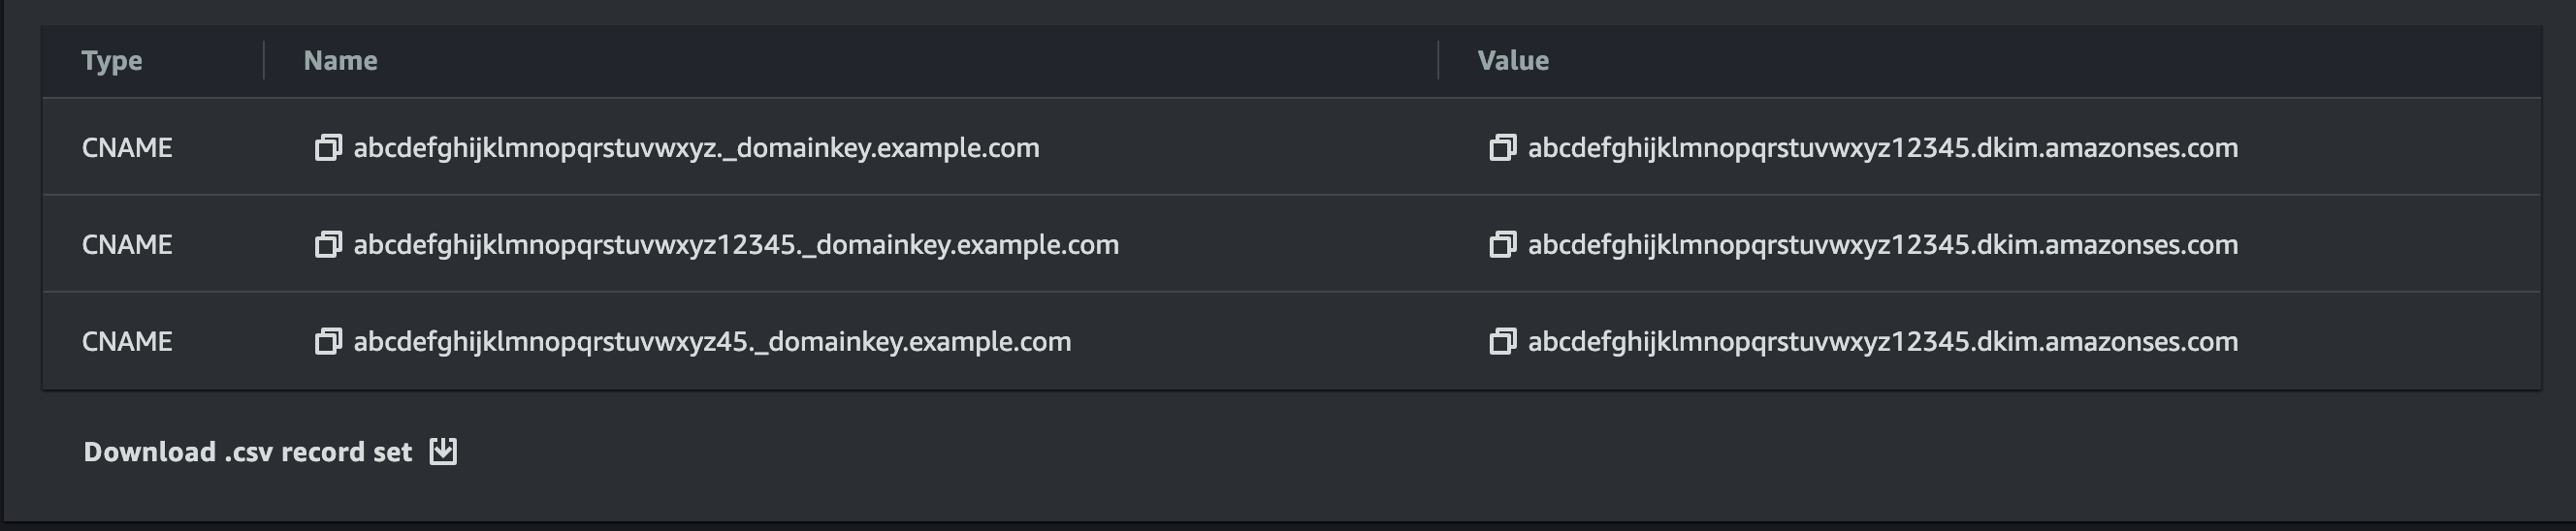 Type Name Value
CNAME abcdefghijklmnopqrstuvwxyz._domainkey.example.com abcdefghijklmnopqrstuvwxyz12345.dkim.amazonses.com
CNAME abcdefghijklmnopqrstuvwxyz12345._domainkey.example.com abcdefghijklmnopqrstuvwxyz12345.dkim.amazonses.com
CNAME abcdefghijklmnopqrstuvwxyz45._domainkey.example.com abcdefghijklmnopqrstuvwxyz12345.dkim.amazonses.com
Download .csv record set